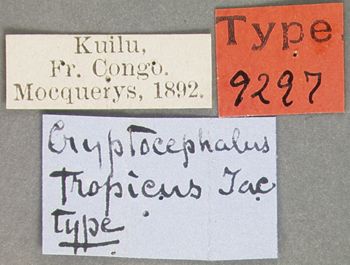 Kuilu,
Fr. Congo.
Mocquerys, 1892.
Type.
9297
Cryptocephalus
tropicus Jac
type